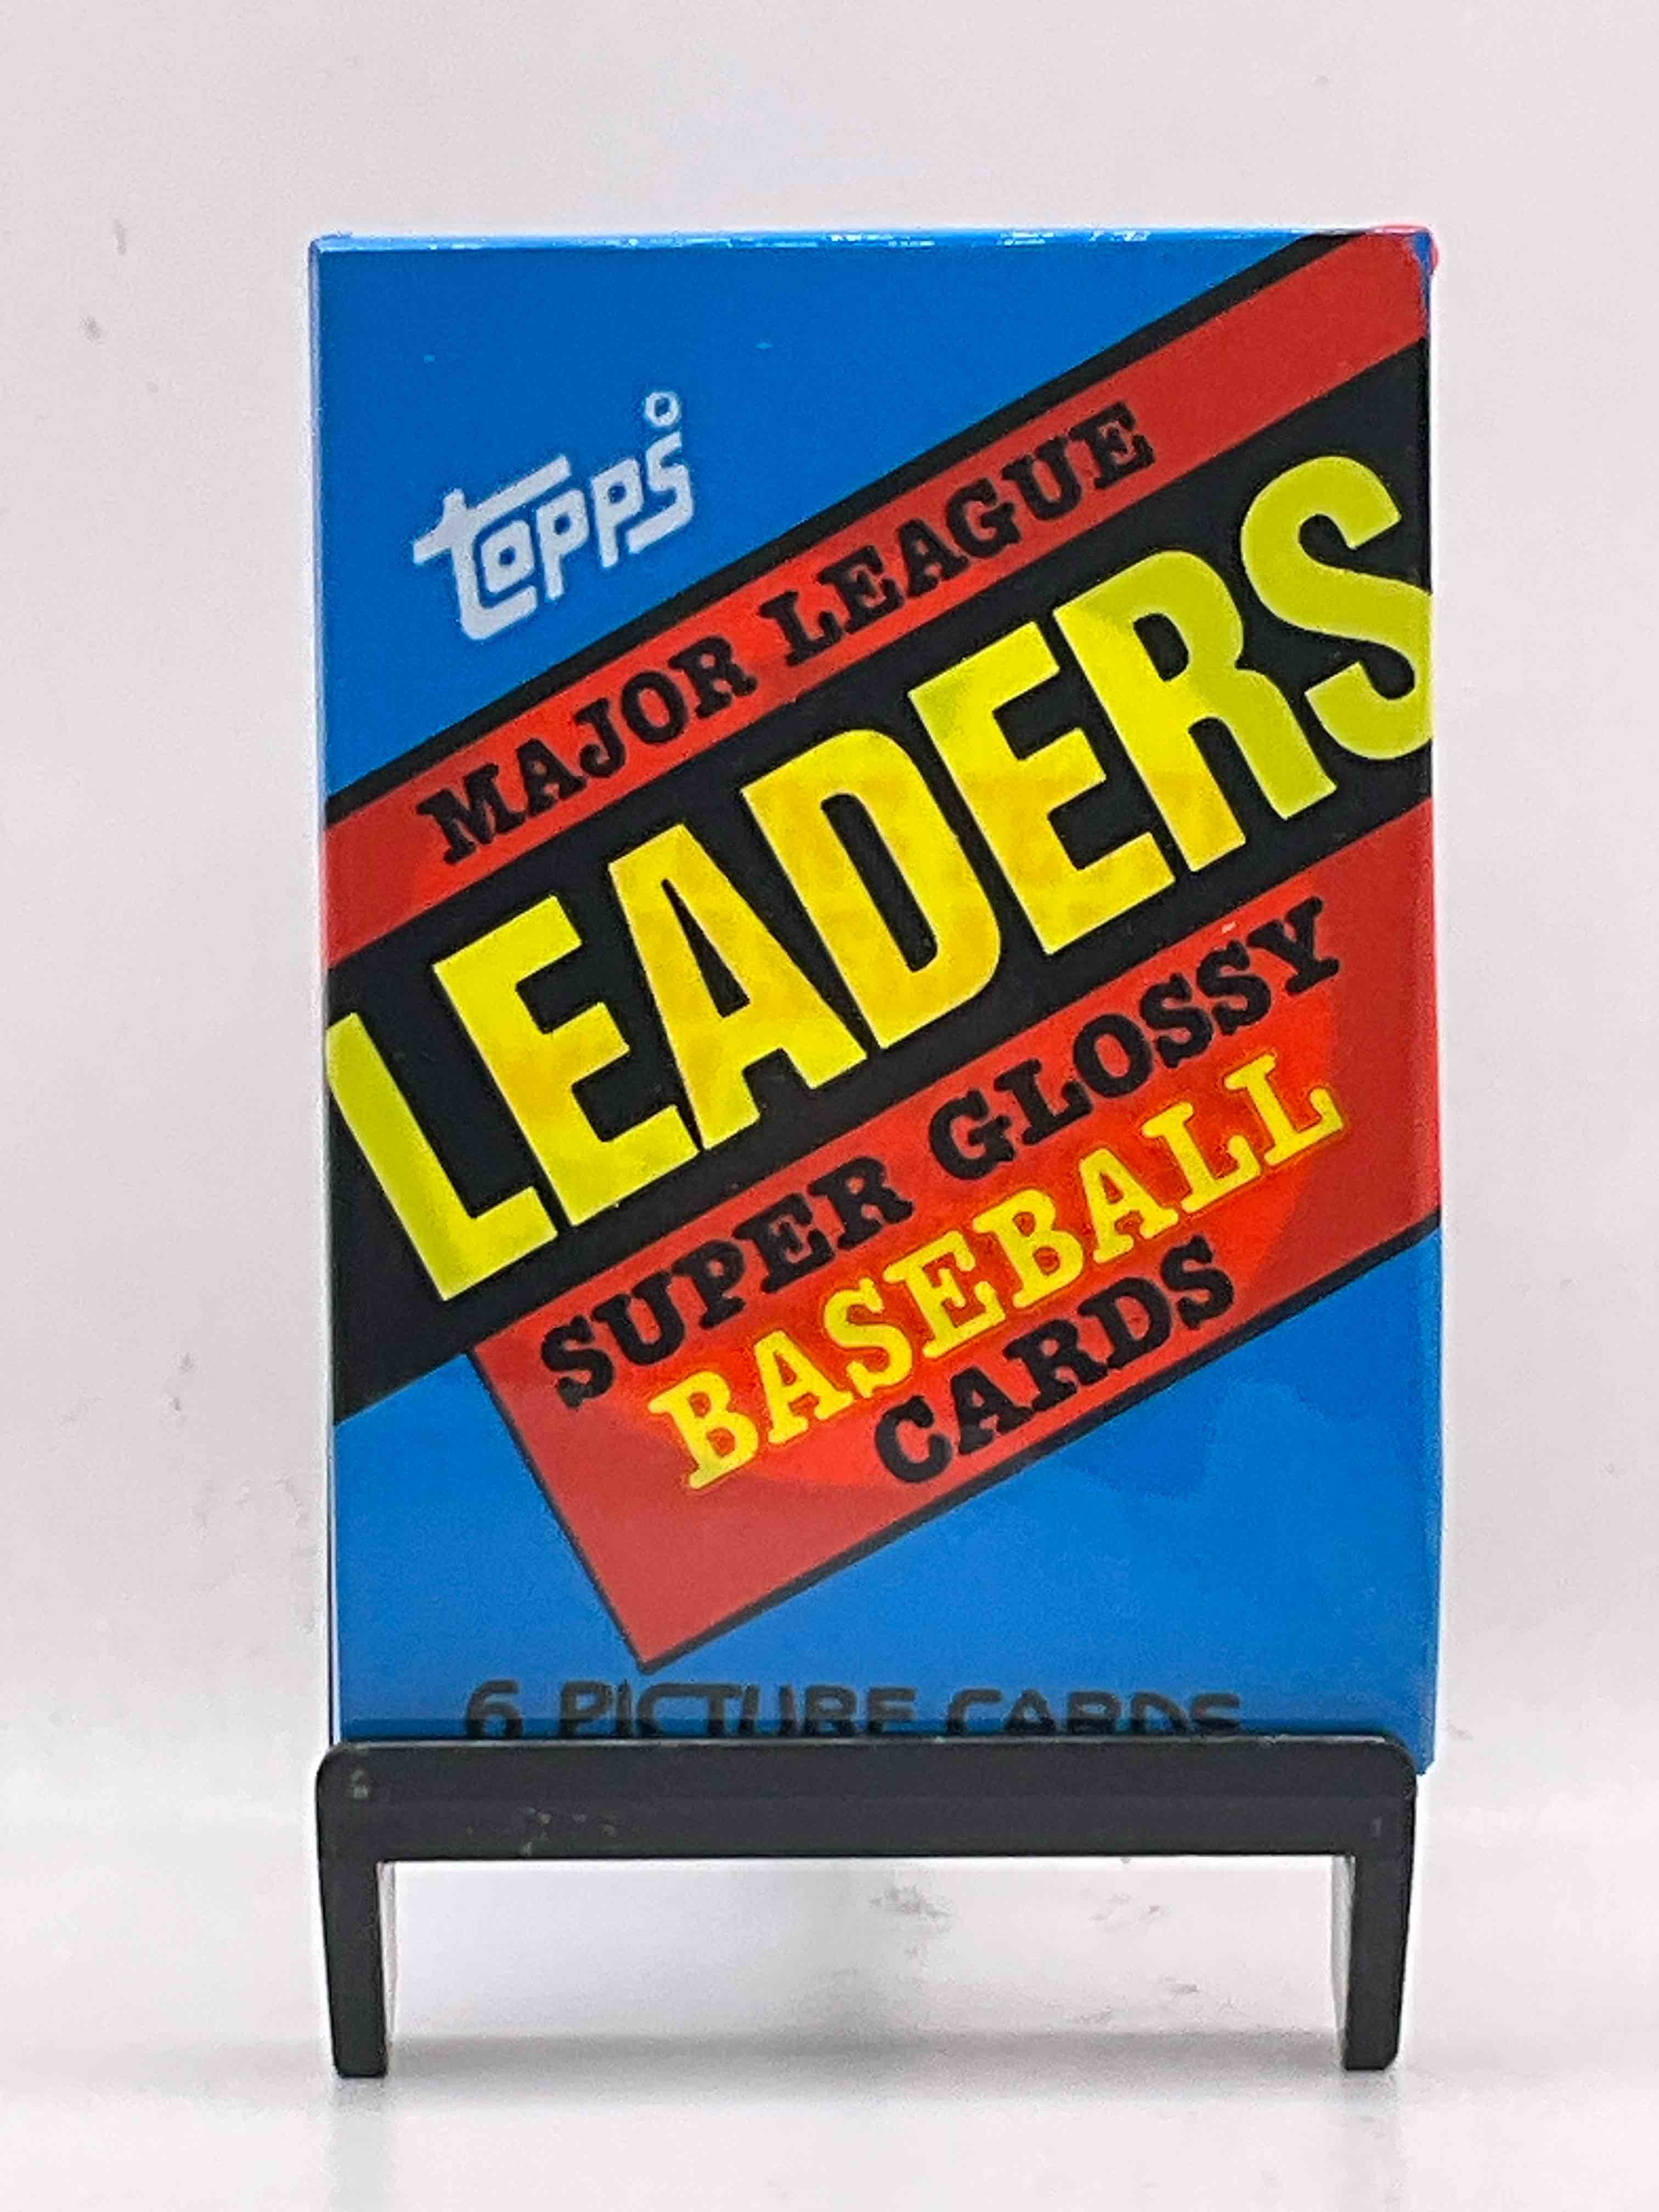 topps
MAJOR LEAGUE
LEADERS
SUPER GLOSSY
BASEBALL
CARDS
6 PICTURE CARDS